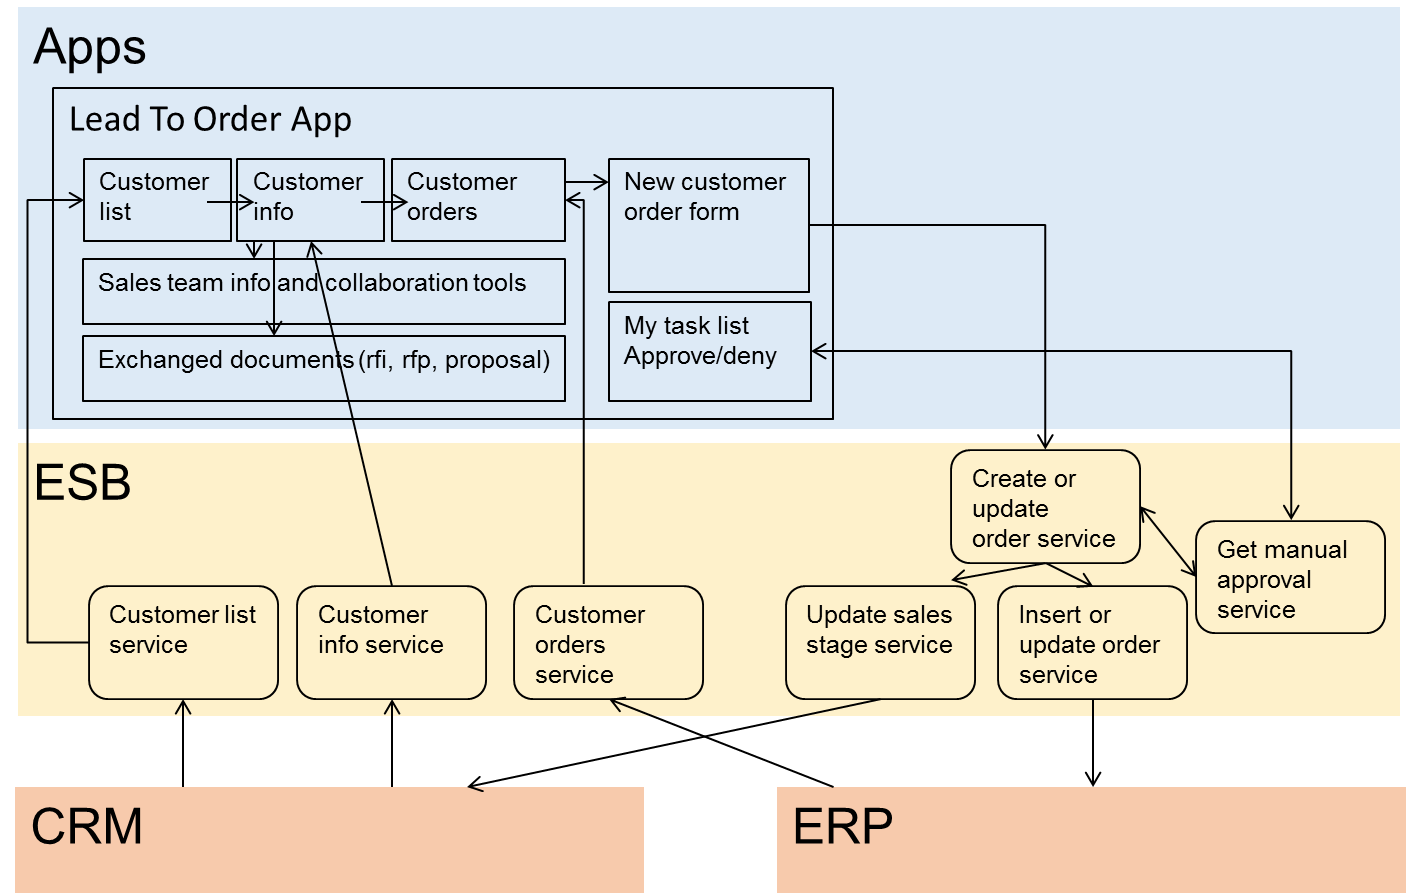 Apps
Lead To Order App
Customer
list
Customer
info
Customer
orders
New customer
order form
Sales team info and collaboration tools
My task list
Approve/deny
Exchanged documents (rfi, rfp, proposal)
ESB
Create or
update
order service
Get manual
approval
service
Customer list
service
Customer
info service
Customer
orders
service
Update sales
stage service
Insert or
update order
service
CRM
ERP